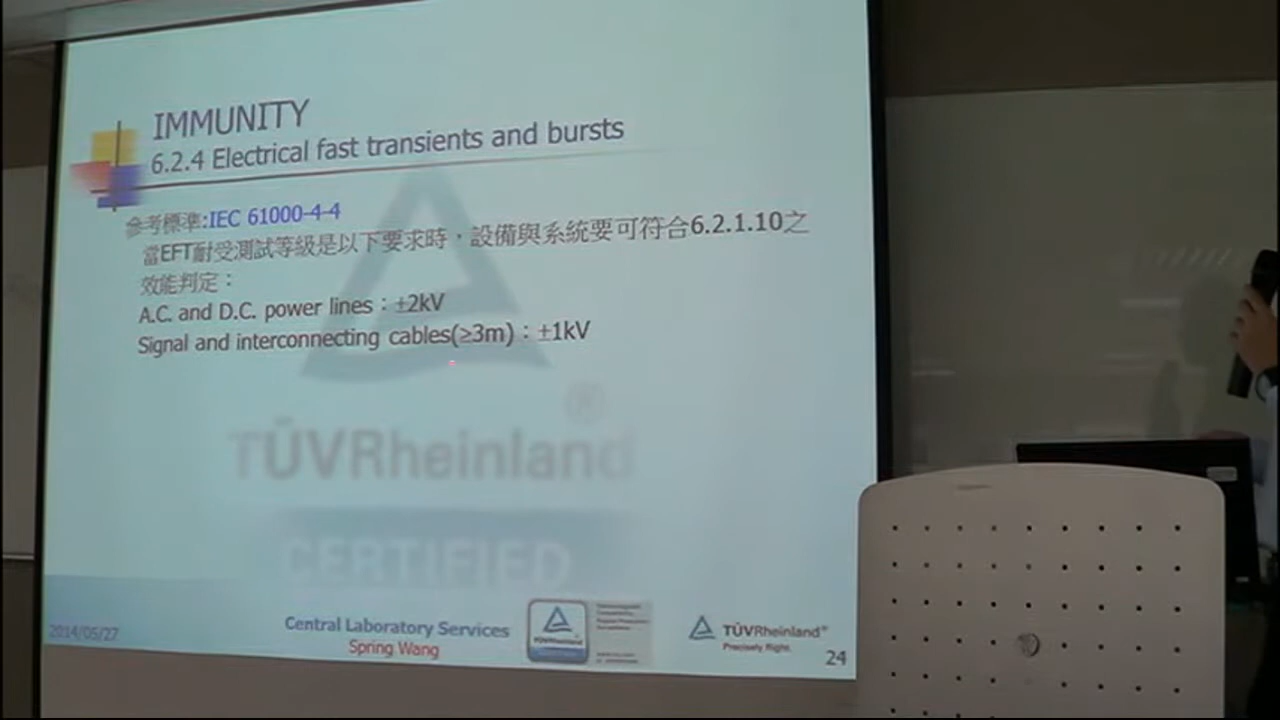 IMMUNITY
6.2.4 Electrical fast transients and bursts
參考標準:IEC 61000-4-4
當EFT耐受測試等級是以下要求時，設備與系統要可符合6.2.1.10之
效能判定：
A.C. and D.C. power lines：±2kV
Signal and interconnecting cables(≥3m)：±1kV
®
TÜVRheinland
CERTIFIED
2014/05/27
Central Laboratory Services
Spring Wang
TÜVRheinland
TÜVRheinland®
Precisely Right.
24